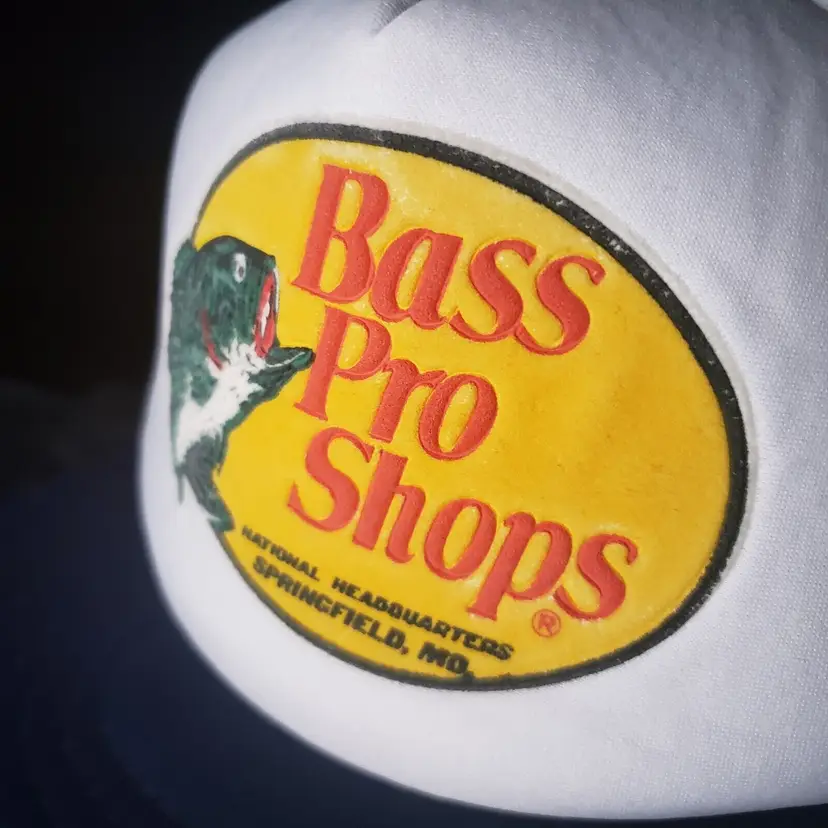 Bass
Pro
Shops
®
NATIONAL HEADQUARTERS
SPRINGFIELD, MO.